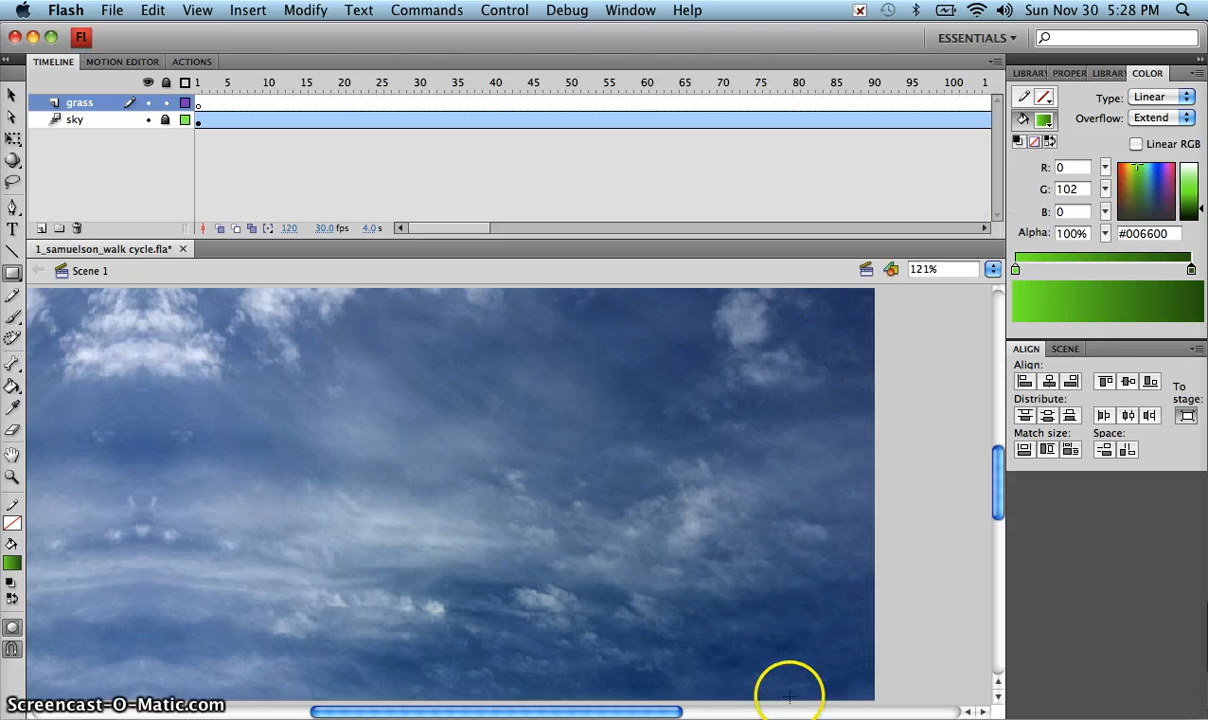 Flash File Edit View Insert Modify Text Commands Control Debug Window Help Sun Nov 30 5:28 PM
Fl ESSENTIALS
TIMELINE MOTION EDITOR ACTIONS
LIBRARY PROPER LIBRARY COLOR
1 5 10 15 20 25 30 35 40 45 50 55 60 65 70 75 80 85 90 95 100 1
grass
sky
Type: Linear
Overflow: Extend
Linear RGB
R: 0
G: 102
B: 0
Alpha: 100% #006600
120 30.0 fps 4.0 s
1_samuelson_walk cycle.fla*
Scene 1 121%
ALIGN SCENE
Align:
To stage:
Distribute:
Match size: Space:
Screencast-O-Matic.com